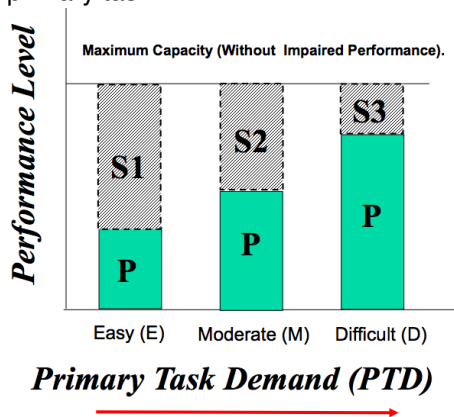 Maximum Capacity (Without Impaired Performance).
Performance Level
S1
S2
S3
P
P
P
Easy (E)
Moderate (M)
Difficult (D)
Primary Task Demand (PTD)